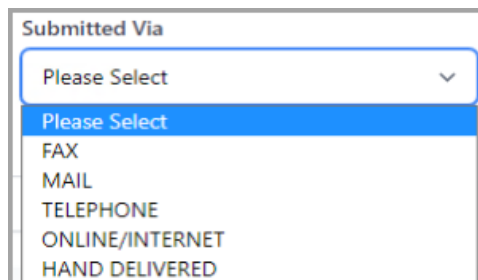 Submitted Via
Please Select
Please Select
FAX
MAIL
TELEPHONE
ONLINE/INTERNET
HAND DELIVERED